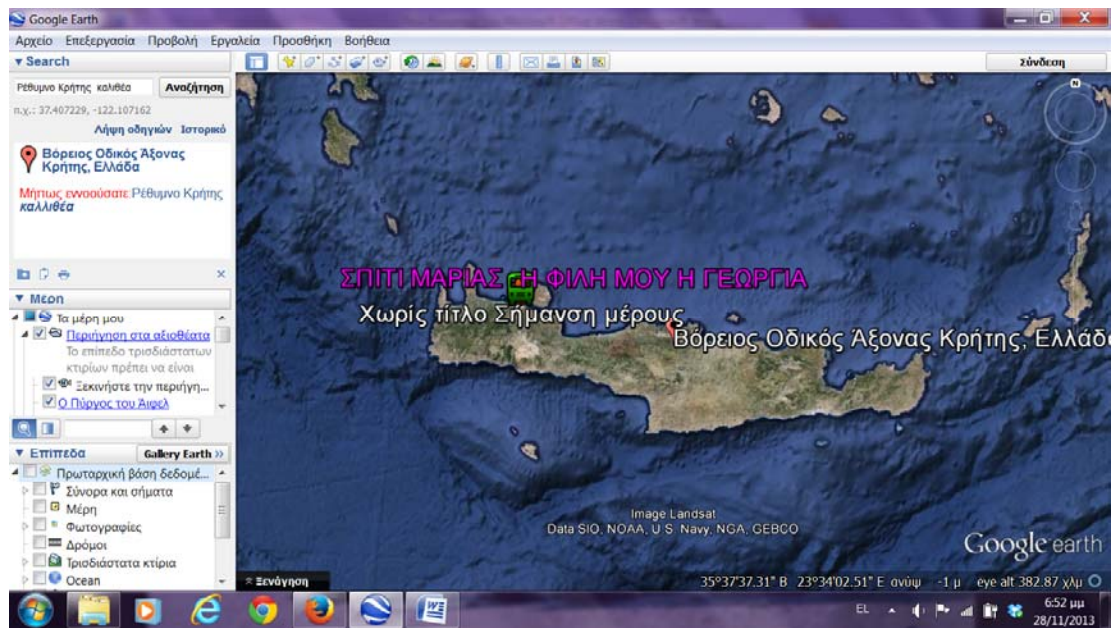 Google Earth
Αρχείο Επεξεργασία Προβολή Εργαλεία Προσθήκη Βοήθεια
Search
Ρέθυμνο Κρήτης καλιθέα Αναζήτηση
π.χ.: 37.407229, -122.107162
Λήψη οδηγιών Ιστορικό
Βόρειος Οδικός Άξονας
Κρήτης, Ελλάδα
Μήπως εννοούσατε Ρέθυμνο Κρήτης
καλλιθέα
Μέρη
Τα μέρη μου
Περιήγηση στα αξιοθέατα
Το επίπεδο τρισδιάστατων
κτιρίων πρέπει να είναι
Ξεκινήστε την περιήγη...
Ο Πύργος του Άιφελ
Επίπεδα Gallery Earth »
Πρωταρχική βάση δεδομέ...
Σύνορα και σήματα
Μέρη
Φωτογραφίες
Δρόμοι
Τρισδιάστατα κτίρια
Ocean
Σύνδεση
N
ΣΠΙΤΙ ΜΑΡΙΑΣ Η ΦΙΛΗ ΜΟΥ Η ΓΕΩΡΓΙΑ
Χωρίς τίτλο Σήμανση μέρους
Βόρειος Οδικός Άξονας Κρήτης, Ελλάδ
Image Landsat
Data SIO, NOAA, U.S. Navy, NGA, GEBCO
Google earth
Ξενάγηση
35°37'37.31" Β 23°34'02.51" Ε ανύψ -1 μ eye alt 382.87 χλμ
EL
6:52 μμ
28/11/2013